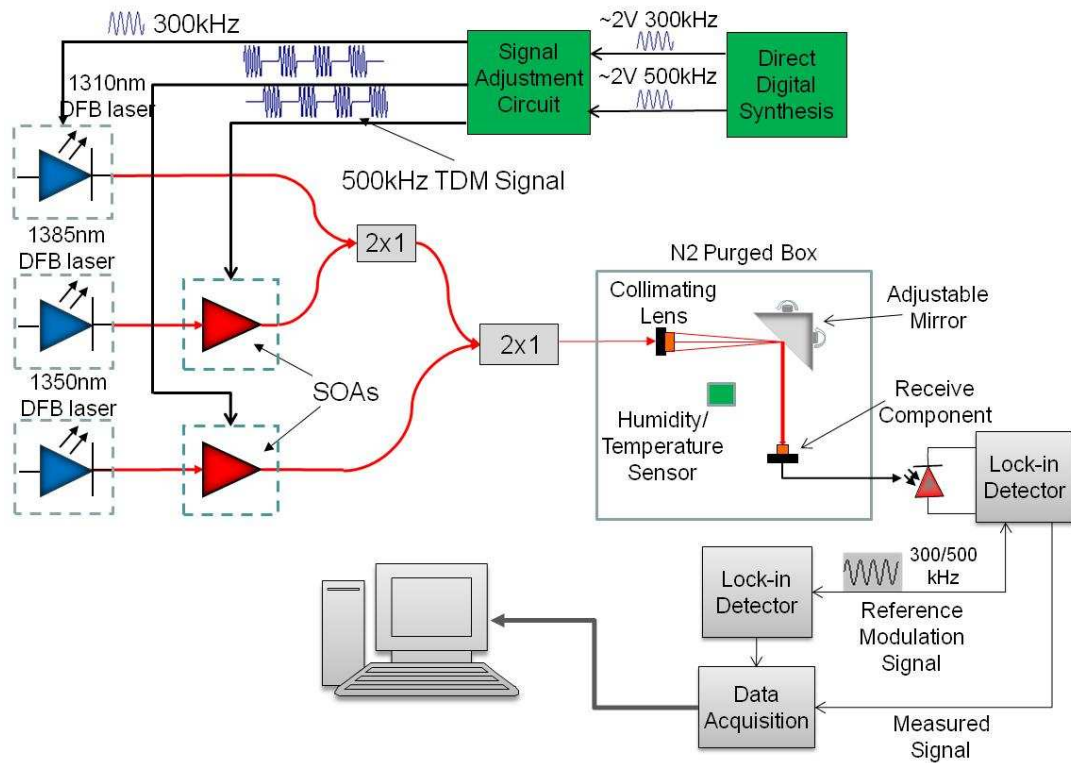 300kHz
~2V 300kHz
~2V 500kHz
Signal
Adjustment
Circuit
Direct
Digital
Synthesis
1310nm
DFB laser
500kHz TDM Signal
1385nm
DFB laser
2x1
N2 Purged Box
Collimating
Lens
Adjustable
Mirror
2x1
1350nm
DFB laser
SOAs
Humidity/
Temperature
Sensor
Receive
Component
Lock-in
Detector
300/500
kHz
Lock-in
Detector
Reference
Modulation
Signal
Data
Acquisition
Measured
Signal